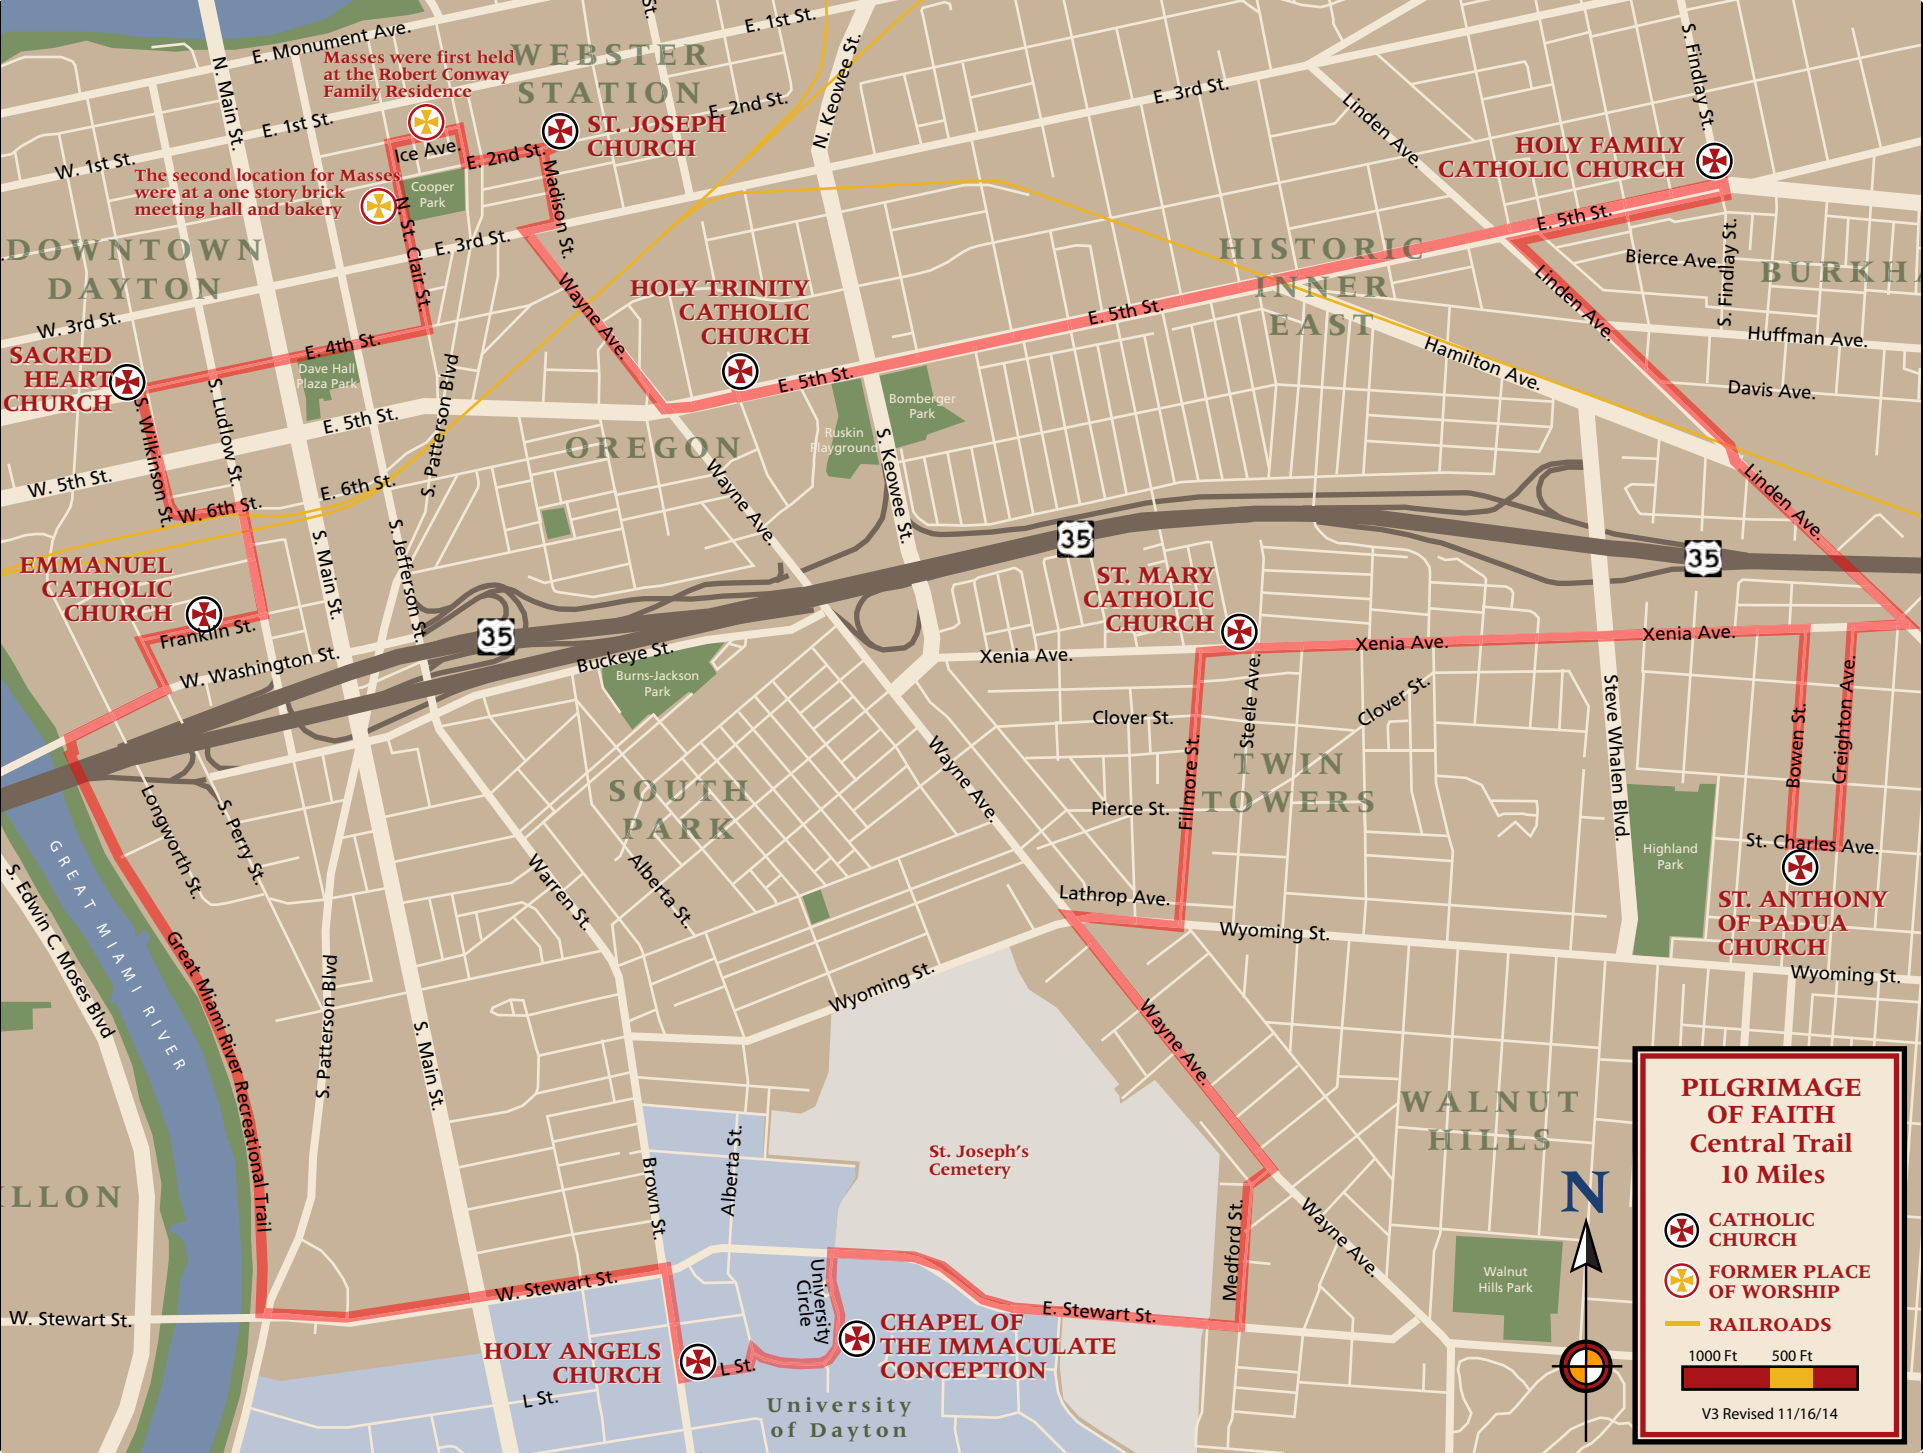 E. Monument Ave.
E. 1st St.
St.
N. Keowee St.
S. Findlay St.
N. Main St.
Masses were first held
at the Robert Conway
Family Residence
WEBSTER
STATION
E. 2nd St.
E. 3rd St.
Linden Ave.
E. 1st St.
W. 1st St.
Ice Ave.
E. 2nd St.
ST. JOSEPH
CHURCH
HOLY FAMILY
CATHOLIC CHURCH
The second location for Masses
were at a one story brick
meeting hall and bakery
Cooper
Park
N. St. Clair St.
Madison St.
E. 3rd St.
E. 5th St.
Bierce Ave.
S. Findlay St.
DOWNTOWN
DAYTON
HISTORIC
INNER
EAST
BURKHA
W. 3rd St.
Wayne Ave.
HOLY TRINITY
CATHOLIC
CHURCH
E. 5th St.
Linden Ave.
Huffman Ave.
Hamilton Ave.
Davis Ave.
SACRED
HEART
CHURCH
E. 4th St.
Dave Hall
Plaza Park
S. Patterson Blvd
E. 5th St.
Bomberger
Park
Ruskin
Playground
S. Wilkinson St.
S. Ludlow St.
E. 5th St.
OREGON
S. Keowee St.
W. 5th St.
E. 6th St.
W. 6th St.
Wayne Ave.
Linden Ave.
35
35
35
EMMANUEL
CATHOLIC
CHURCH
Franklin St.
S. Main St.
S. Jefferson St.
W. Washington St.
Buckeye St.
Burns-Jackson
Park
ST. MARY
CATHOLIC
CHURCH
Xenia Ave.
Xenia Ave.
Xenia Ave.
Clover St.
Steele Ave.
Clover St.
Steve Whalen Blvd.
Bowen St.
Creighton Ave.
Fillmore St.
Pierce St.
TWIN
TOWERS
Wayne Ave.
SOUTH
PARK
Longworth St.
S. Perry St.
GREAT MIAMI RIVER
S. Edwin C. Moses Blvd
Warren St.
Alberta St.
Lathrop Ave.
Wyoming St.
Highland
Park
St. Charles Ave.
ST. ANTHONY
OF PADUA
CHURCH
Wyoming St.
Wyoming St.
Great Miami River Recreational Trail
S. Patterson Blvd
S. Main St.
Wayne Ave.
WALNUT
HILLS
ILLON
Brown St.
Alberta St.
St. Joseph's
Cemetery
Medford St.
Wayne Ave.
Walnut
Hills Park
W. Stewart St.
W. Stewart St.
University
Circle
E. Stewart St.
HOLY ANGELS
CHURCH
L St.
L St.
CHAPEL OF
THE IMMACULATE
CONCEPTION
University
of Dayton
N
PILGRIMAGE
OF FAITH
Central Trail
10 Miles
CATHOLIC
CHURCH
FORMER PLACE
OF WORSHIP
RAILROADS
1000 Ft 500 Ft
V3 Revised 11/16/14